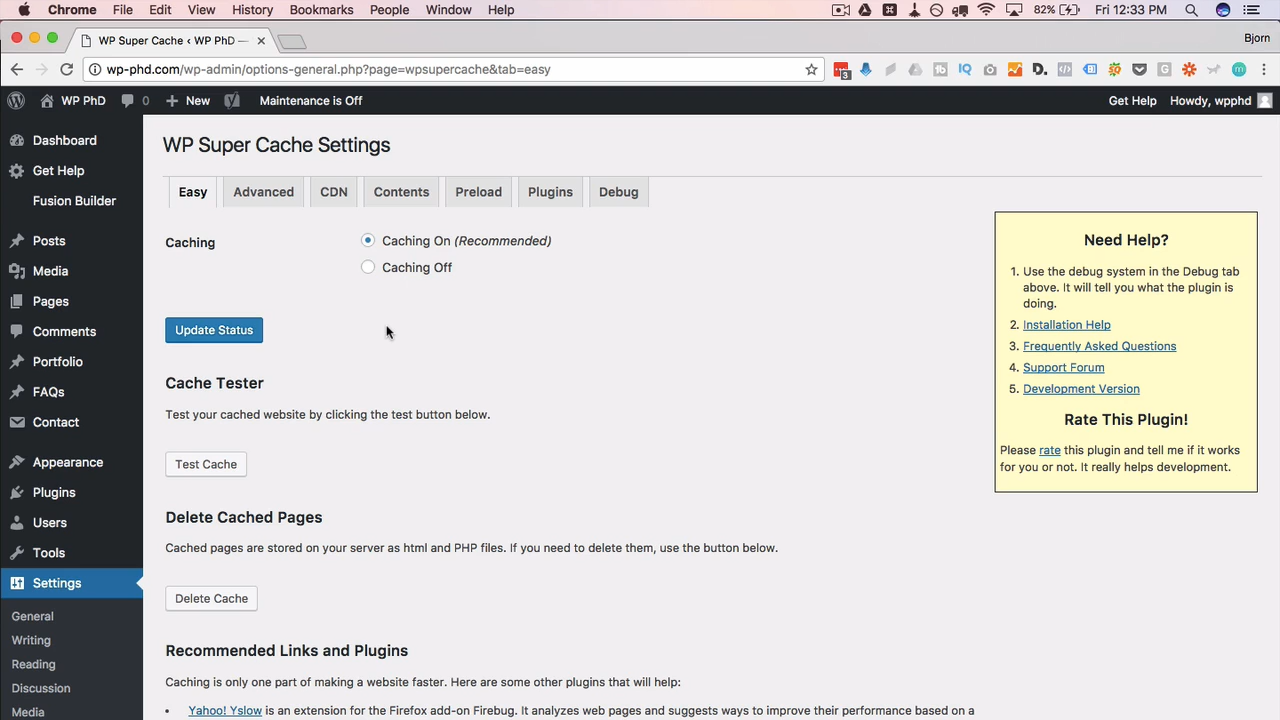 Chrome File Edit View History Bookmarks People Window Help 82% Fri 12:33 PM
WP Super Cache ‹ WP PhD — Bjorn
wp-phd.com/wp-admin/options-general.php?page=wpsupercache&tab=easy 3
WP PhD 0 New Maintenance is Off Get Help Howdy, wpphd
Dashboard
Get Help
Fusion Builder
Posts
Media
Pages
Comments
Portfolio
FAQs
Contact
Appearance
Plugins
Users
Tools
Settings
General
Writing
Reading
Discussion
Media
WP Super Cache Settings
Easy Advanced CDN Contents Preload Plugins Debug
Caching
Caching On (Recommended)
Caching Off
Update Status
Cache Tester
Test your cached website by clicking the test button below.
Test Cache
Delete Cached Pages
Cached pages are stored on your server as html and PHP files. If you need to delete them, use the button below.
Delete Cache
Recommended Links and Plugins
Caching is only one part of making a website faster. Here are some other plugins that will help:
• Yahoo! Yslow is an extension for the Firefox add-on Firebug. It analyzes web pages and suggests ways to improve their performance based on a
Need Help?
1. Use the debug system in the Debug tab
above. It will tell you what the plugin is
doing.
2. Installation Help
3. Frequently Asked Questions
4. Support Forum
5. Development Version
Rate This Plugin!
Please rate this plugin and tell me if it works
for you or not. It really helps development.